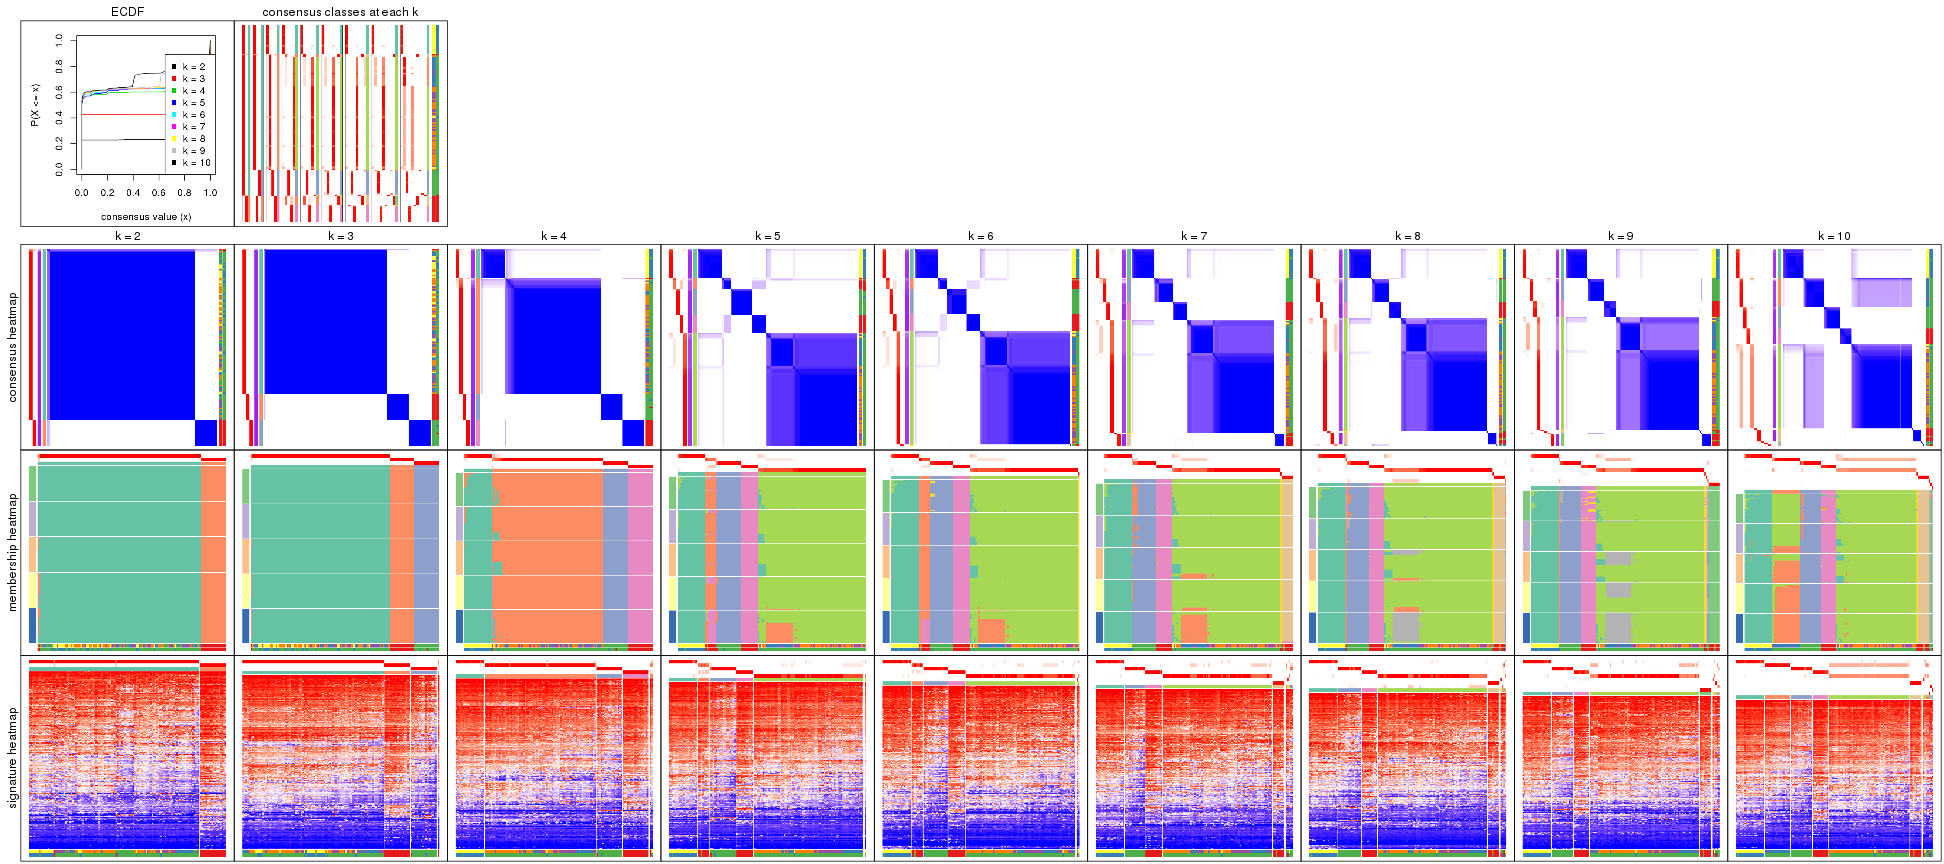 ECDF
consensus classes at each k
P(X <= x)
0.0 0.2 0.4 0.6 0.8 1.0
k = 2
k = 3
k = 4
k = 5
k = 6
k = 7
k = 8
k = 9
k = 10
0.0 0.2 0.4 0.6 0.8 1.0
consensus value (x)
k = 2 k = 3 k = 4 k = 5 k = 6 k = 7 k = 8 k = 9 k = 10
consensus heatmap
membership heatmap
signature heatmap